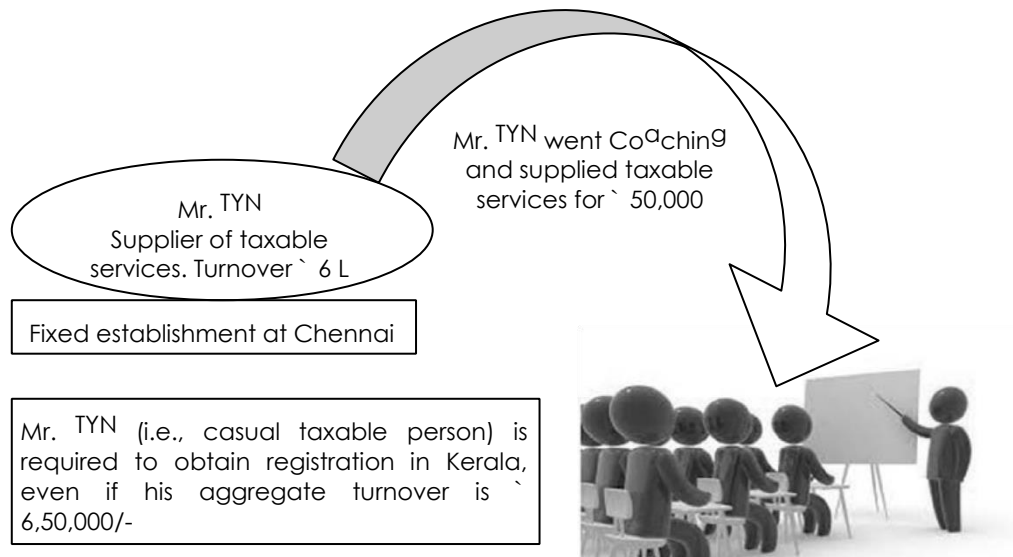 Mr. TYN went Coaching
and supplied taxable
services for ` 50,000
Mr. TYN
Supplier of taxable
services. Turnover ` 6 L
Fixed establishment at Chennai
Mr. TYN (i.e., casual taxable person) is
required to obtain registration in Kerala,
even if his aggregate turnover is `
6,50,000/-